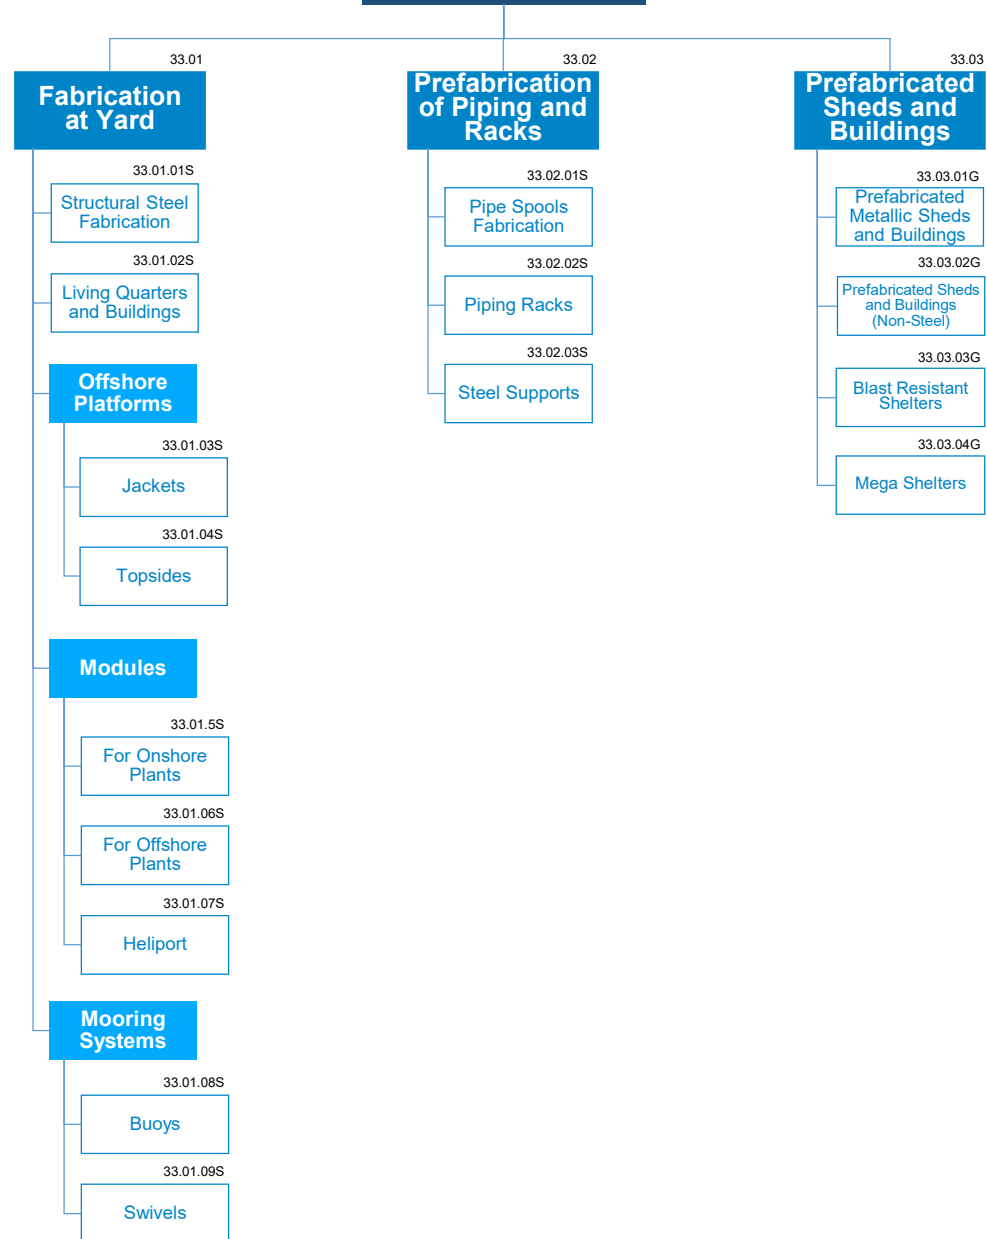 33.01
Fabrication
at Yard
33.01.01S
Structural Steel
Fabrication
33.01.02S
Living Quarters
and Buildings
Offshore
Platforms
33.01.03S
Jackets
33.01.04S
Topsides
Modules
33.01.5S
For Onshore
Plants
33.01.06S
For Offshore
Plants
33.01.07S
Heliport
Mooring
Systems
33.01.08S
Buoys
33.01.09S
Swivels
33.02
Prefabrication
of Piping and
Racks
33.02.01S
Pipe Spools
Fabrication
33.02.02S
Piping Racks
33.02.03S
Steel Supports
33.03
Prefabricated
Sheds and
Buildings
33.03.01G
Prefabricated
Metallic Sheds
and Buildings
33.03.02G
Prefabricated Sheds
and Buildings
(Non-Steel)
33.03.03G
Blast Resistant
Shelters
33.03.04G
Mega Shelters